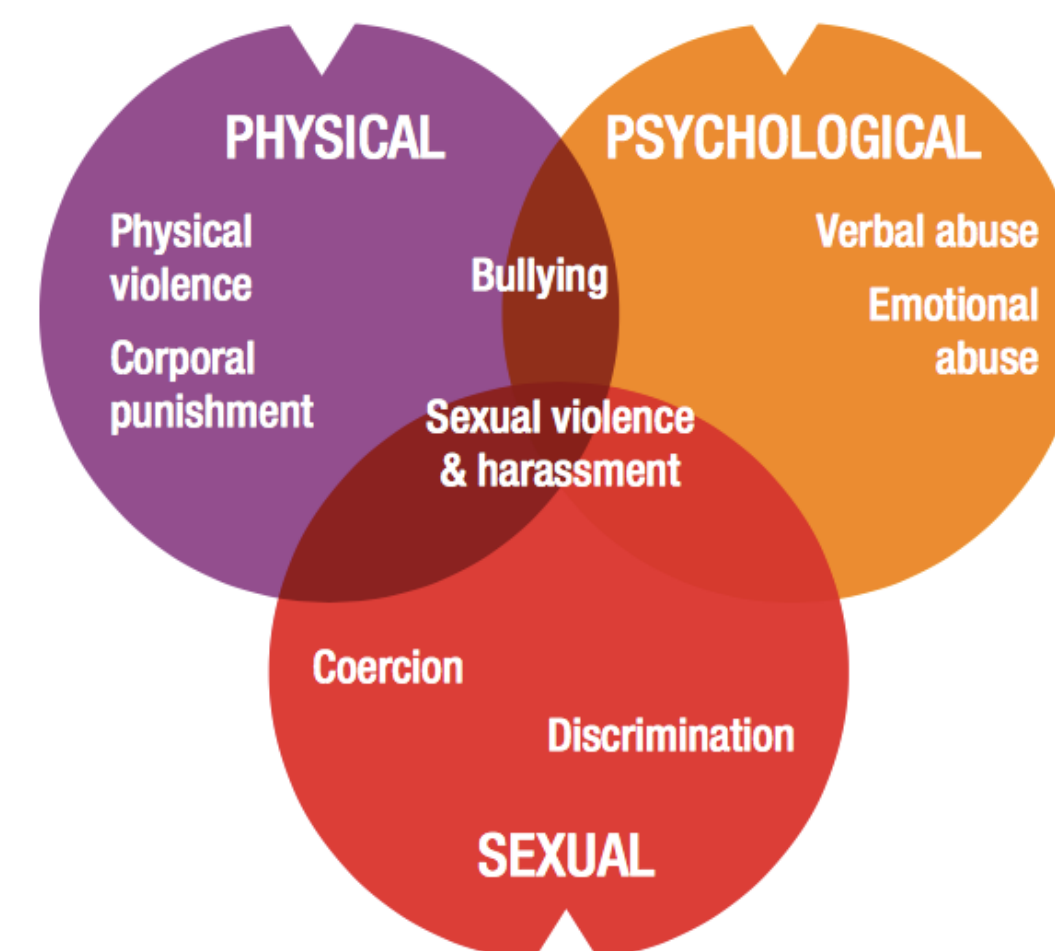 PHYSICAL
Physical
violence
Corporal
punishment
Bullying
PSYCHOLOGICAL
Verbal abuse
Emotional
abuse
Sexual violence
& harassment
Coercion
Discrimination
SEXUAL